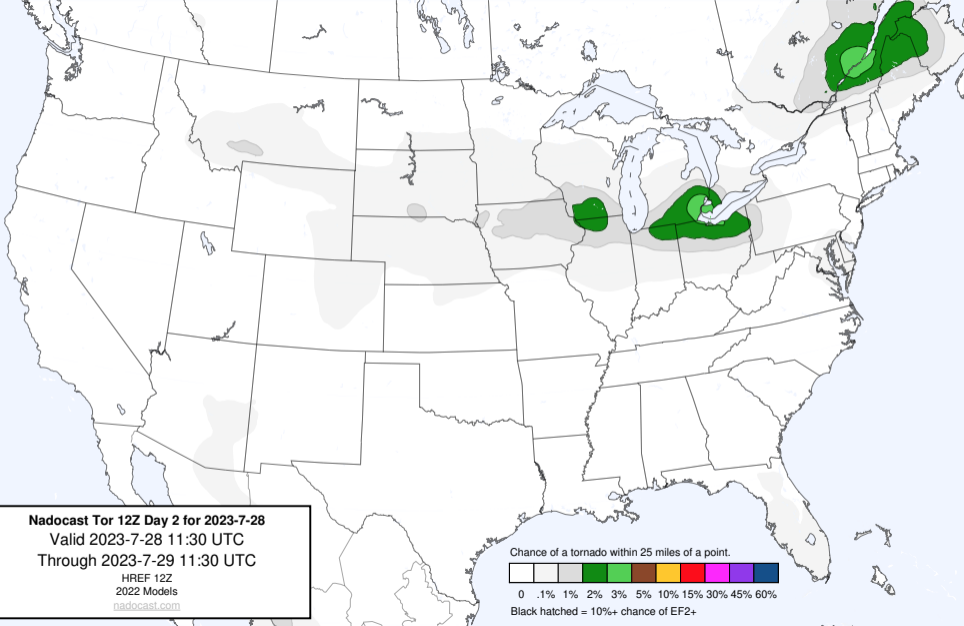 Nadocast Tor 12Z Day 2 for 2023-7-28
Valid 2023-7-28 11:30 UTC
Through 2023-7-29 11:30 UTC
HREF 12Z
2022 Models
nadocast.com
Chance of a tornado within 25 miles of a point.
0 .1% 1% 2% 3% 5% 10% 15% 30% 45% 60%
Black hatched = 10%+ chance of EF2+